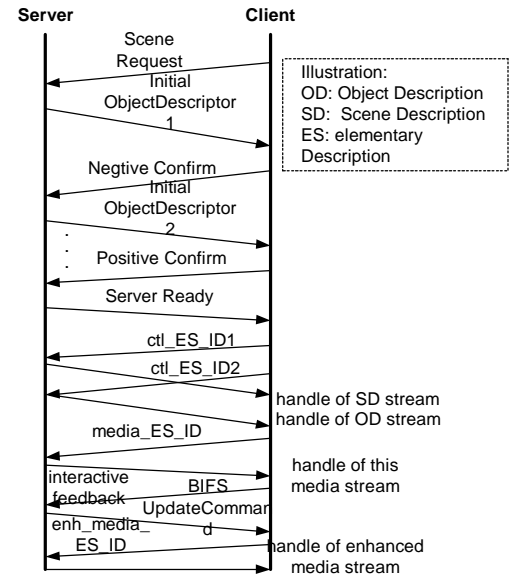 Server
Client
Scene
Request
Initial
ObjectDescriptor
1
Illustration:
OD: Object Description
SD: Scene Description
ES: elementary
Description
Negtive Confirm
Initial
ObjectDescriptor
2
.
.
.
Positive Confirm
Server Ready
ctl_ES_ID1
ctl_ES_ID2
handle of SD stream
handle of OD stream
media_ES_ID
handle of this
media stream
interactive
feedback
BIFS
UpdateComman
d
enh_media_
ES_ID
handle of enhanced
media stream